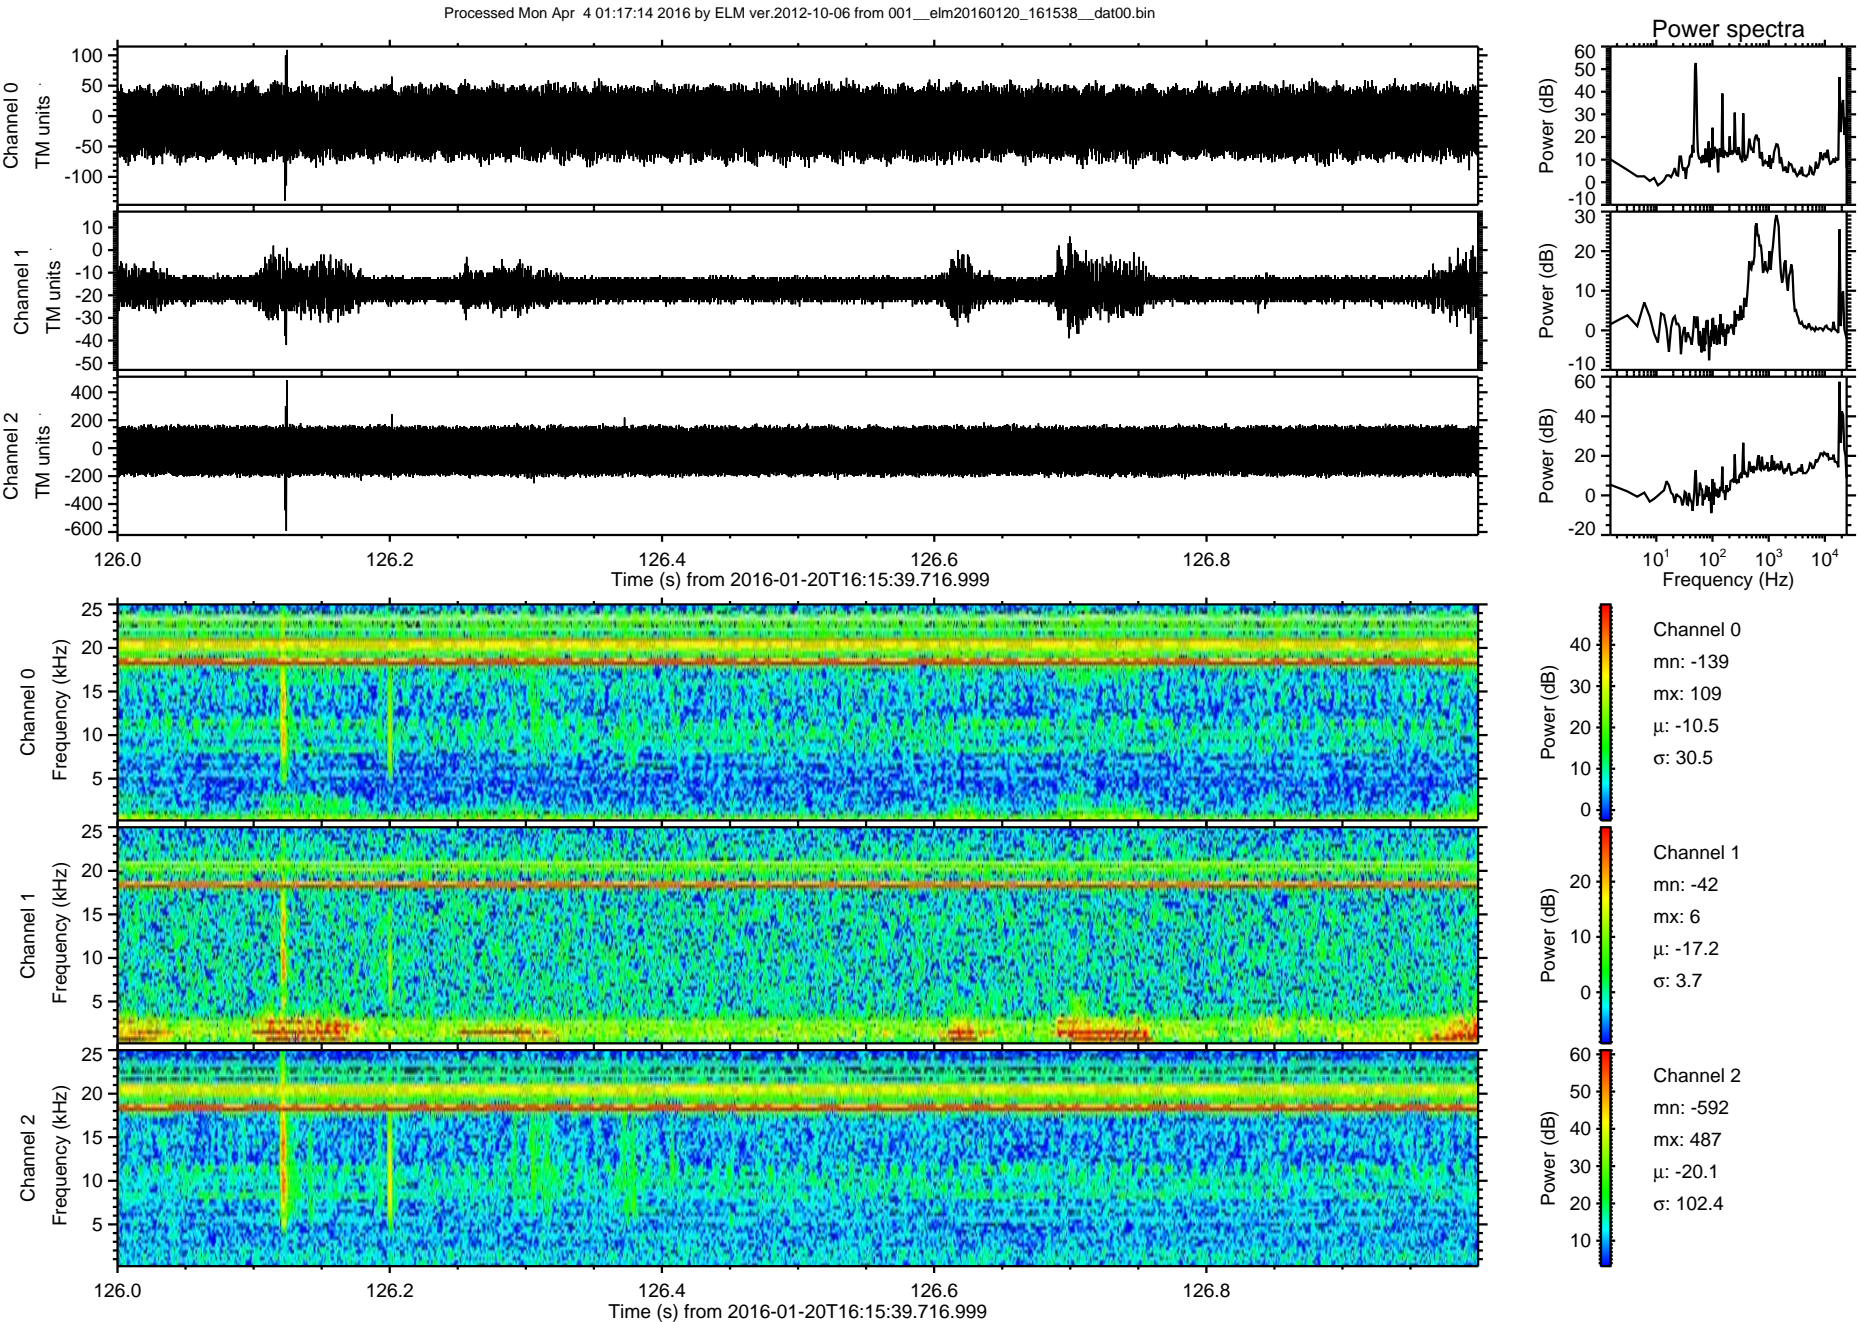 Processed Mon Apr  4 01:17:14 2016 by ELM ver.2012-10-06 from 001__elm20160120_161538__dat00.bin
Power spectra
Channel 0
TM units
100
50
0
-50
-100
Power (dB)
60
50
40
30
20
10
0
-10
Channel 1
TM units
10
0
-10
-20
-30
-40
-50
Power (dB)
30
20
10
0
-10
Channel 2
TM units
400
200
0
-200
-400
-600
Power (dB)
60
40
20
0
-20
126.0 126.2 126.4 126.6 126.8
Time (s) from 2016-01-20T16:15:39.716.999
10^1 10^2 10^3 10^4
Frequency (Hz)
Channel 0
Frequency (kHz)
25
20
15
10
5
Power (dB)
40
30
20
10
0
Channel 0
mn: -139
mx: 109
μ: -10.5
σ: 30.5
Channel 1
Frequency (kHz)
25
20
15
10
5
Power (dB)
20
10
0
Channel 1
mn: -42
mx: 6
μ: -17.2
σ: 3.7
Channel 2
Frequency (kHz)
25
20
15
10
5
Power (dB)
60
50
40
30
20
10
Channel 2
mn: -592
mx: 487
μ: -20.1
σ: 102.4
126.0 126.2 126.4 126.6 126.8
Time (s) from 2016-01-20T16:15:39.716.999